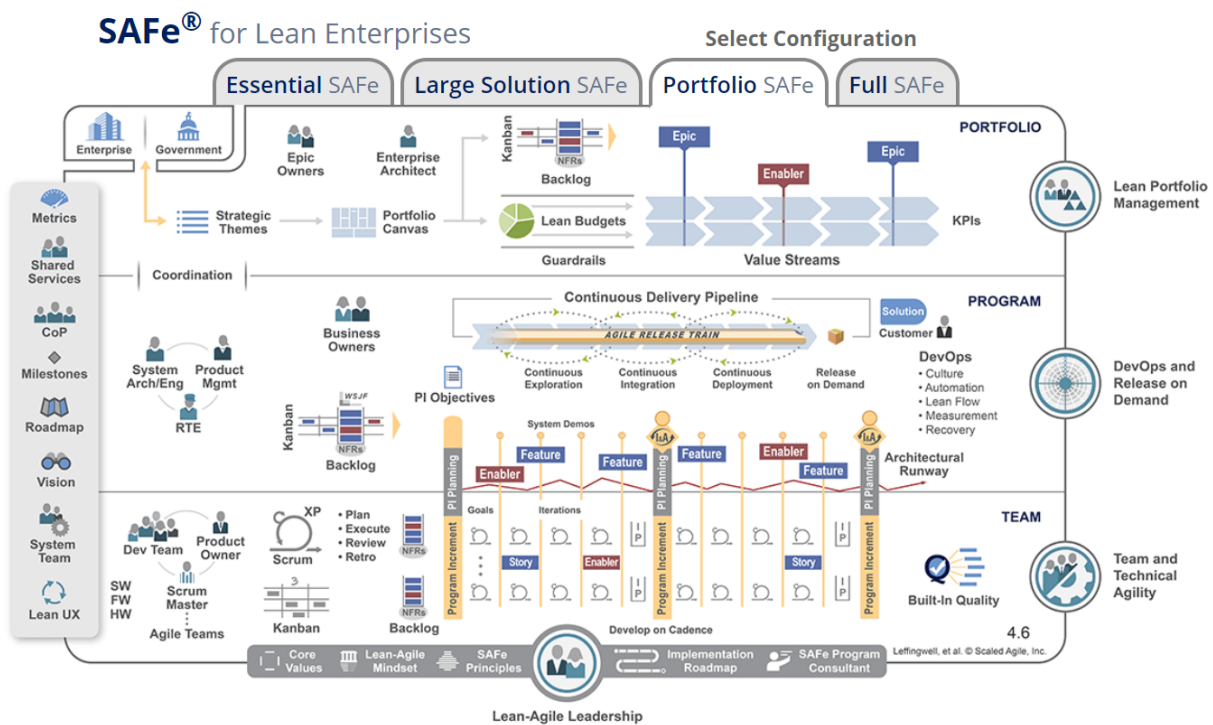 SAFe® for Lean Enterprises
Select Configuration
Essential SAFe
Large Solution SAFe
Portfolio SAFe
Full SAFe
Enterprise
Government
Epic
Owners
Enterprise
Architect
Kanban
NFRs
Backlog
Epic
Enabler
Epic
PORTFOLIO
Strategic
Themes
Portfolio
Canvas
Lean Budgets
Guardrails
KPIs
Value Streams
Lean Portfolio
Management
Metrics
Shared
Services
CoP
Milestones
Roadmap
Vision
System
Team
Lean UX
Coordination
Business
Owners
Continuous Delivery Pipeline
AGILE RELEASE TRAIN
Continuous
Exploration
Continuous
Integration
Continuous
Deployment
Release
on Demand
PROGRAM
Solution
Customer
DevOps
• Culture
• Automation
• Lean Flow
• Measurement
• Recovery
DevOps and
Release on
Demand
System
Arch/Eng
Product
Mgmt
RTE
PI Objectives
WSJF
Kanban
NFRs
Backlog
System Demos
PI Planning
Enabler
Feature
Feature
I&A
PI Planning
Feature
Enabler
Feature
I&A
PI Planning
Architectural
Runway
TEAM
Dev Team
Product
Owner
Scrum
Master
SW
FW
HW
Agile Teams
XP
Scrum
• Plan
• Execute
• Review
• Retro
NFRs
3
Kanban
NFRs
Backlog
Program Increment
Goals
Iterations
Story
Enabler
I
P
I
P
Program Increment
Story
I
P
I
P
Program Increment
Develop on Cadence
Built-In Quality
Team and
Technical
Agility
4.6
Leffingwell, et al. © Scaled Agile, Inc.
Core
Values
Lean-Agile
Mindset
SAFe
Principles
Implementation
Roadmap
SAFe Program
Consultant
Lean-Agile Leadership